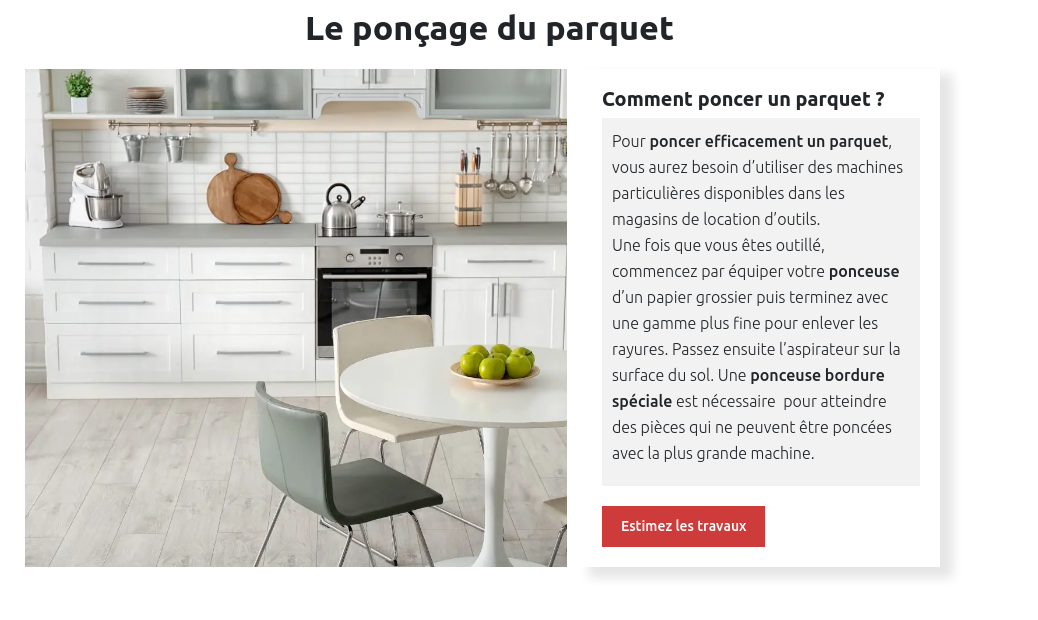 Le ponçage du parquet
Comment poncer un parquet ?
Pour poncer efficacement un parquet,
vous aurez besoin d’utiliser des machines
particulières disponibles dans les
magasins de location d’outils.
Une fois que vous êtes outillé,
commencez par équiper votre ponceuse
d’un papier grossier puis terminez avec
une gamme plus fine pour enlever les
rayures. Passez ensuite l’aspirateur sur la
surface du sol. Une ponceuse bordure
spéciale est nécessaire  pour atteindre
des pièces qui ne peuvent être poncées
avec la plus grande machine.
Estimez les travaux